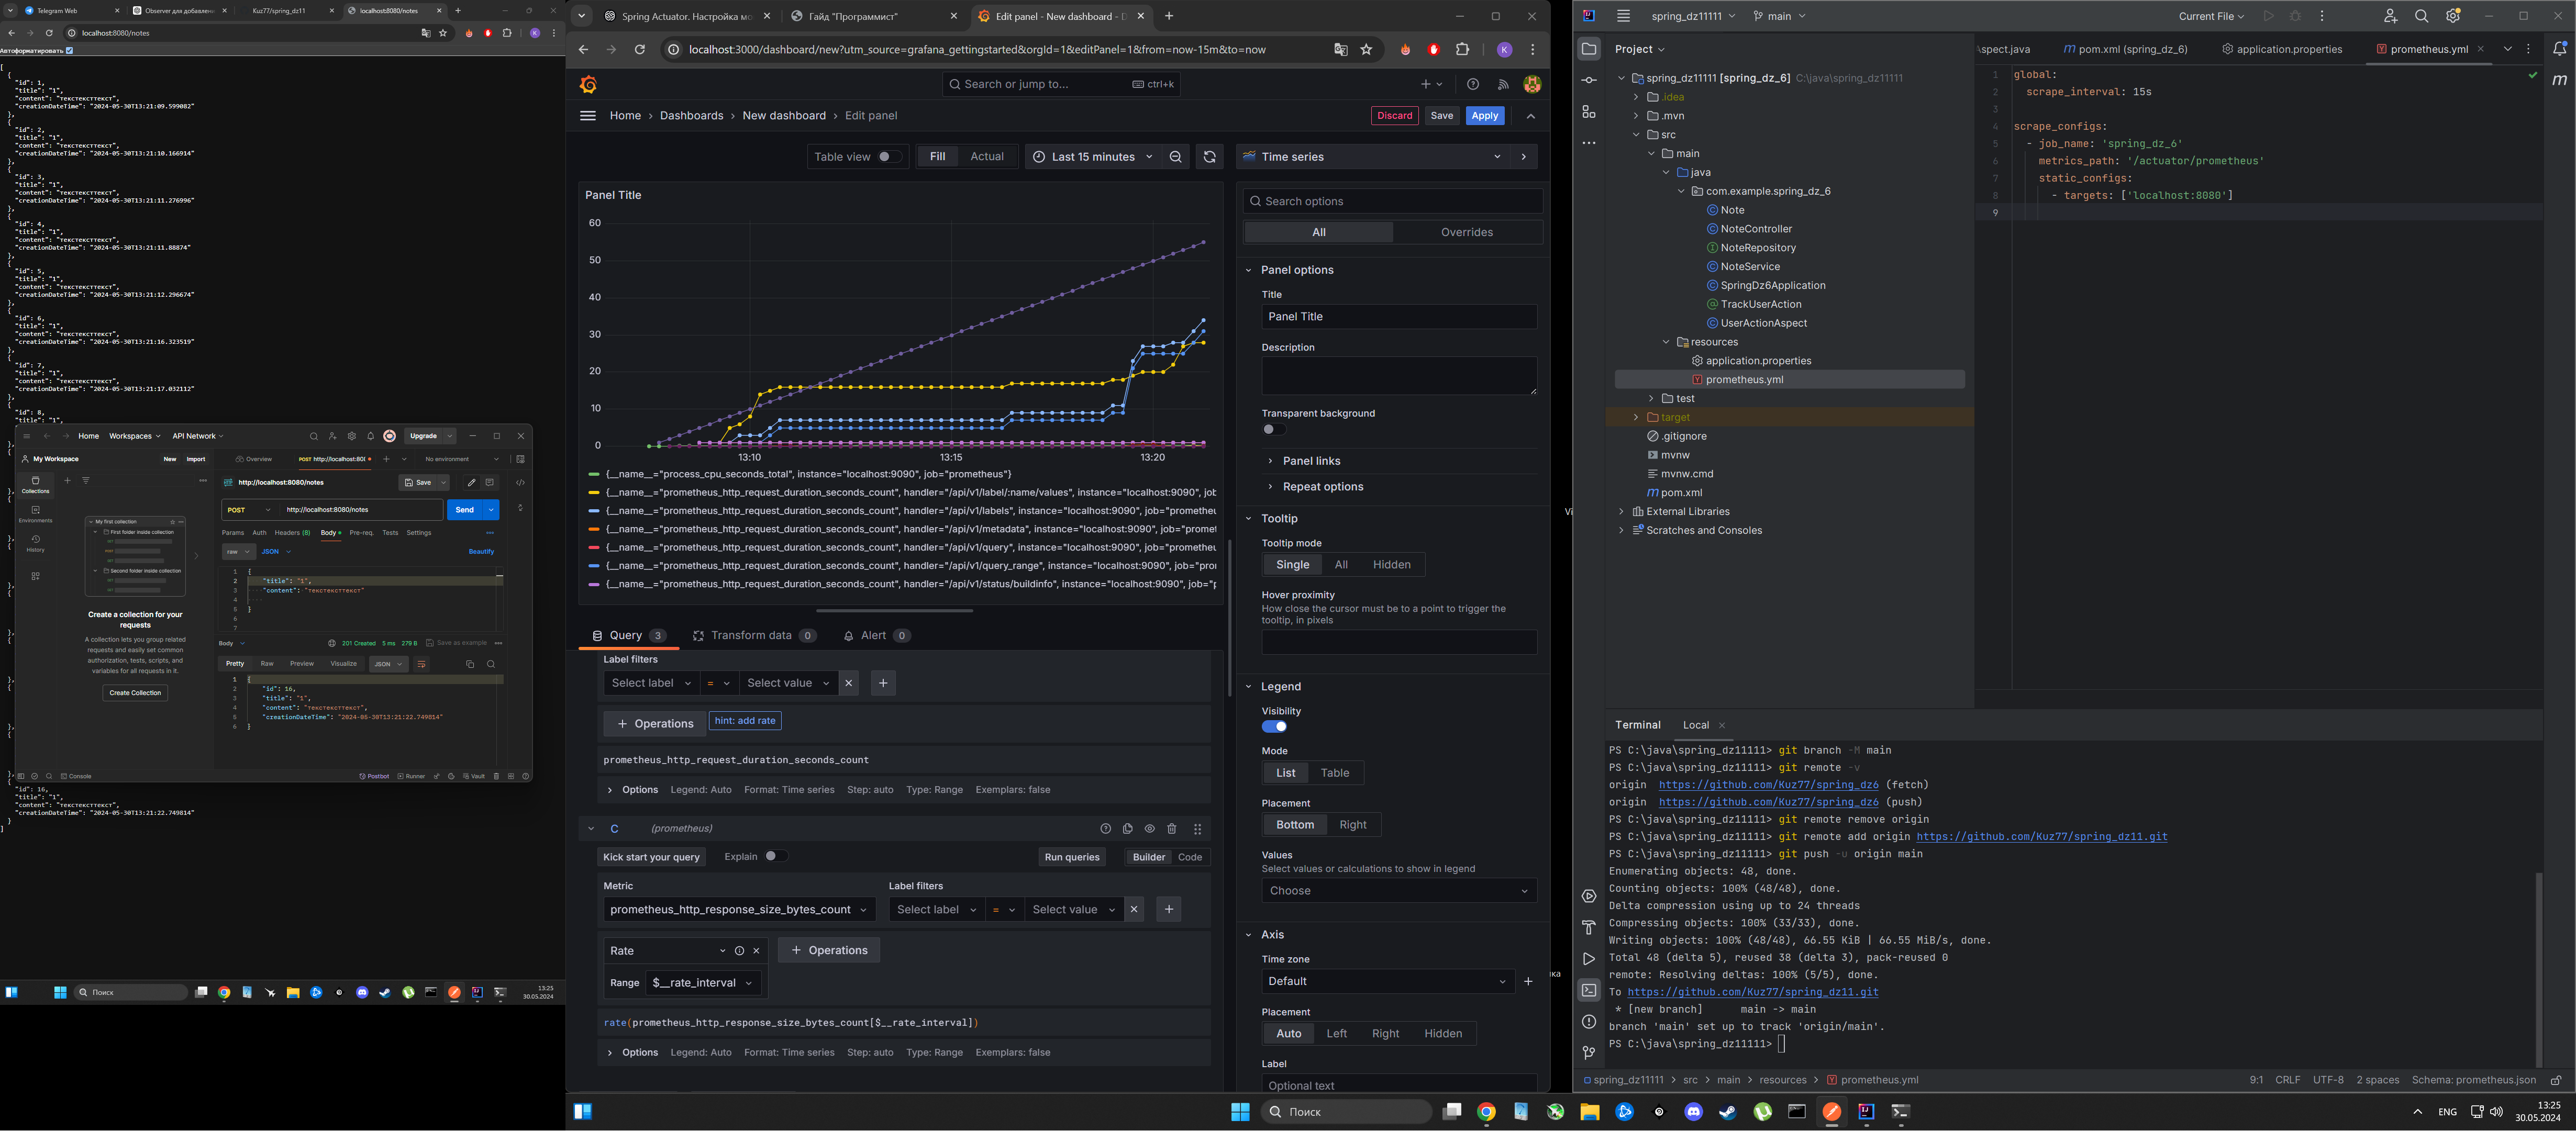 Telegram Web
Observer для добавлени
Kuz77/spring_dz11
localhost:8080/notes
localhost:8080/notes
Автоформатировать
[
{
"id": 1,
"title": "1",
"content": "текстексттекст",
"creationDateTime": "2024-05-30T13:21:09.599082"
},
{
"id": 2,
"title": "1",
"content": "текстексттекст",
"creationDateTime": "2024-05-30T13:21:10.166914"
},
{
"id": 3,
"title": "1",
"content": "текстексттекст",
"creationDateTime": "2024-05-30T13:21:11.276996"
},
{
"id": 4,
"title": "1",
"content": "текстексттекст",
"creationDateTime": "2024-05-30T13:21:11.88874"
},
{
"id": 5,
"title": "1",
"content": "текстексттекст",
"creationDateTime": "2024-05-30T13:21:12.296674"
},
{
"id": 6,
"title": "1",
"content": "текстексттекст",
"creationDateTime": "2024-05-30T13:21:16.323519"
},
{
"id": 7,
"title": "1",
"content": "текстексттекст",
"creationDateTime": "2024-05-30T13:21:17.032112"
},
{
"id": 8,
"title": "1",
Home Workspaces API Network Upgrade
My Workspace New Import
Overview POST http://localhost:80 No environment
Collections
Environments
History
My first collection
First folder inside collection
Second folder inside collection
Create a collection for your requests
A collection lets you group related
requests and easily set common
authorization, tests, scripts, and
variables for all requests in it.
Create Collection
http://localhost:8080/notes Save
POST http://localhost:8080/notes Send
Params Auth Headers (8) Body Pre-req. Tests Settings
raw JSON Beautify
1 {
2 "title": "1",
3 "content": "текстексттекст"
4
5 }
6
7
Body 201 Created 5 ms 279 B Save as example
Pretty Raw Preview Visualize JSON
1 {
2 "id": 16,
3 "title": "1",
4 "content": "текстексттекст",
5 "creationDateTime": "2024-05-30T13:21:22.749814"
6 }
Console Postbot Runner Vault
},
{
"id": 16,
"title": "1",
"content": "текстексттекст",
"creationDateTime": "2024-05-30T13:21:22.749814"
}
]
Поиск
13:25
30.05.2024
Spring Actuator. Настройка мо
Гайд "Программист"
Edit panel - New dashboard - D
localhost:3000/dashboard/new?utm_source=grafana_gettingstarted&orgId=1&editPanel=1&from=now-15m&to=now
K
Search or jump to... ctrl+k
Home › Dashboards › New dashboard › Edit panel
Discard Save Apply
Table view Fill Actual Last 15 minutes Time series
Panel Title
60
50
40
30
20
10
0
13:10 13:15 13:20
{__name__="process_cpu_seconds_total", instance="localhost:9090", job="prometheus"}
{__name__="prometheus_http_request_duration_seconds_count", handler="/api/v1/label/:name/values", instance="localhost:9090", job
{__name__="prometheus_http_request_duration_seconds_count", handler="/api/v1/labels", instance="localhost:9090", job="prometheu
{__name__="prometheus_http_request_duration_seconds_count", handler="/api/v1/metadata", instance="localhost:9090", job="promet
{__name__="prometheus_http_request_duration_seconds_count", handler="/api/v1/query", instance="localhost:9090", job="prometheu
{__name__="prometheus_http_request_duration_seconds_count", handler="/api/v1/query_range", instance="localhost:9090", job="pro
{__name__="prometheus_http_request_duration_seconds_count", handler="/api/v1/status/buildinfo", instance="localhost:9090", job="p
Query 3 Transform data 0 Alert 0
Label filters
Select label = Select value
+ Operations hint: add rate
prometheus_http_request_duration_seconds_count
Options Legend: Auto Format: Time series Step: auto Type: Range Exemplars: false
C (prometheus)
Kick start your query Explain Run queries Builder Code
Metric Label filters
prometheus_http_response_size_bytes_count Select label = Select value
Rate + Operations
Range $__rate_interval
rate(prometheus_http_response_size_bytes_count[$__rate_interval])
Options Legend: Auto Format: Time series Step: auto Type: Range Exemplars: false
Search options
All Overrides
Panel options
Title
Panel Title
Description
Transparent background
Panel links
Repeat options
Tooltip
Tooltip mode
Single All Hidden
Hover proximity
How close the cursor must be to a point to trigger the
tooltip, in pixels
Legend
Visibility
Mode
List Table
Placement
Bottom Right
Values
Select values or calculations to show in legend
Choose
Axis
Time zone
Default
Placement
Auto Left Right Hidden
Label
Optional text
Vi
ка
Поиск
spring_dz11111 main Current File
Project
spring_dz11111 [spring_dz_6] C:\java\spring_dz11111
.idea
.mvn
src
main
java
com.example.spring_dz_6
Note
NoteController
NoteRepository
NoteService
SpringDz6Application
TrackUserAction
UserActionAspect
resources
application.properties
prometheus.yml
test
target
.gitignore
mvnw
mvnw.cmd
pom.xml
External Libraries
Scratches and Consoles
Aspect.java pom.xml (spring_dz_6) application.properties prometheus.yml
1 global:
2 scrape_interval: 15s
3
4 scrape_configs:
5 - job_name: 'spring_dz_6'
6 metrics_path: '/actuator/prometheus'
7 static_configs:
8 - targets: ['localhost:8080']
9
Terminal Local
PS C:\java\spring_dz11111> git branch -M main
PS C:\java\spring_dz11111> git remote -v
origin https://github.com/Kuz77/spring_dz6 (fetch)
origin https://github.com/Kuz77/spring_dz6 (push)
PS C:\java\spring_dz11111> git remote remove origin
PS C:\java\spring_dz11111> git remote add origin https://github.com/Kuz77/spring_dz11.git
PS C:\java\spring_dz11111> git push -u origin main
Enumerating objects: 48, done.
Counting objects: 100% (48/48), done.
Delta compression using up to 24 threads
Compressing objects: 100% (33/33), done.
Writing objects: 100% (48/48), 66.55 KiB | 66.55 MiB/s, done.
Total 48 (delta 5), reused 38 (delta 3), pack-reused 0
remote: Resolving deltas: 100% (5/5), done.
To https://github.com/Kuz77/spring_dz11.git
* [new branch] main -> main
branch 'main' set up to track 'origin/main'.
PS C:\java\spring_dz11111>
spring_dz11111 > src > main > resources > prometheus.yml
9:1 CRLF UTF-8 2 spaces Schema: prometheus.json
ENG
13:25
30.05.2024